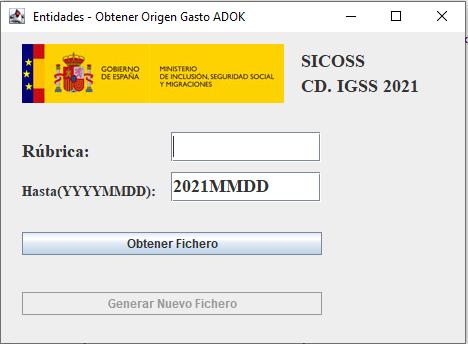 Entidades - Obtener Origen Gasto ADOK
GOBIERNO
DE ESPAÑA
MINISTERIO
DE INCLUSIÓN, SEGURIDAD SOCIAL
Y MIGRACIONES
SICOSS
CD. IGSS 2021
Rúbrica:
Hasta(YYYYMMDD):
2021MMDD
Obtener Fichero
Generar Nuevo Fichero